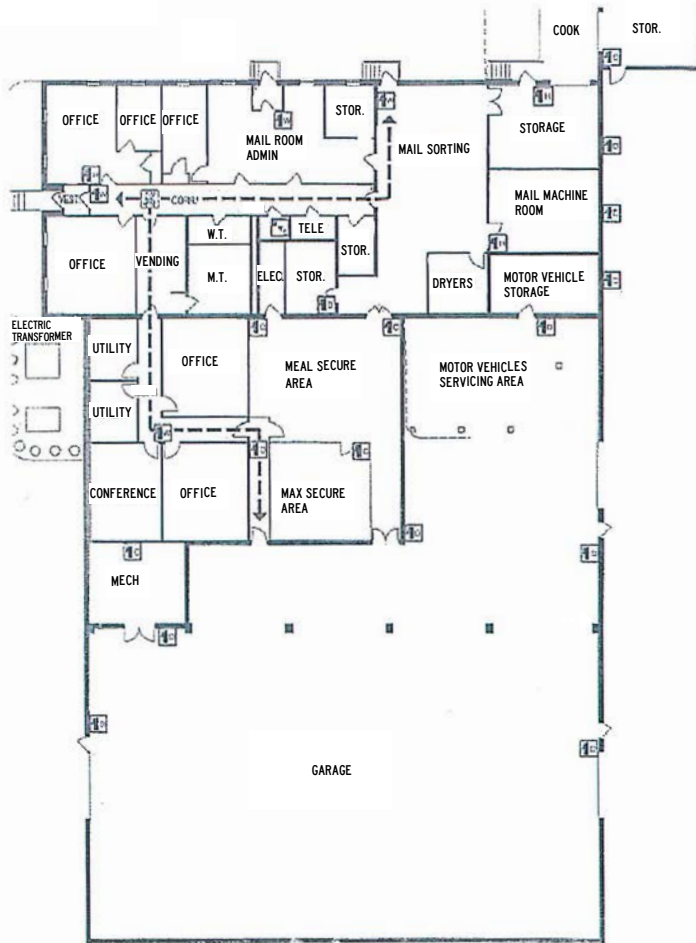 COOK
STOR.
OFFICE
OFFICE
OFFICE
MAIL ROOM
ADMIN
STOR.
MAIL SORTING
STORAGE
VEST
CORR
MAIL MACHINE
ROOM
OFFICE
VENDING
W.T.
TELE
M.T.
ELEC.
STOR.
STOR.
DRYERS
MOTOR VEHICLE
STORAGE
ELECTRIC
TRANSFORMER
UTILITY
OFFICE
MEAL SECURE
AREA
MOTOR VEHICLES
SERVICING AREA
UTILITY
CONFERENCE
OFFICE
MAX SECURE
AREA
MECH
GARAGE